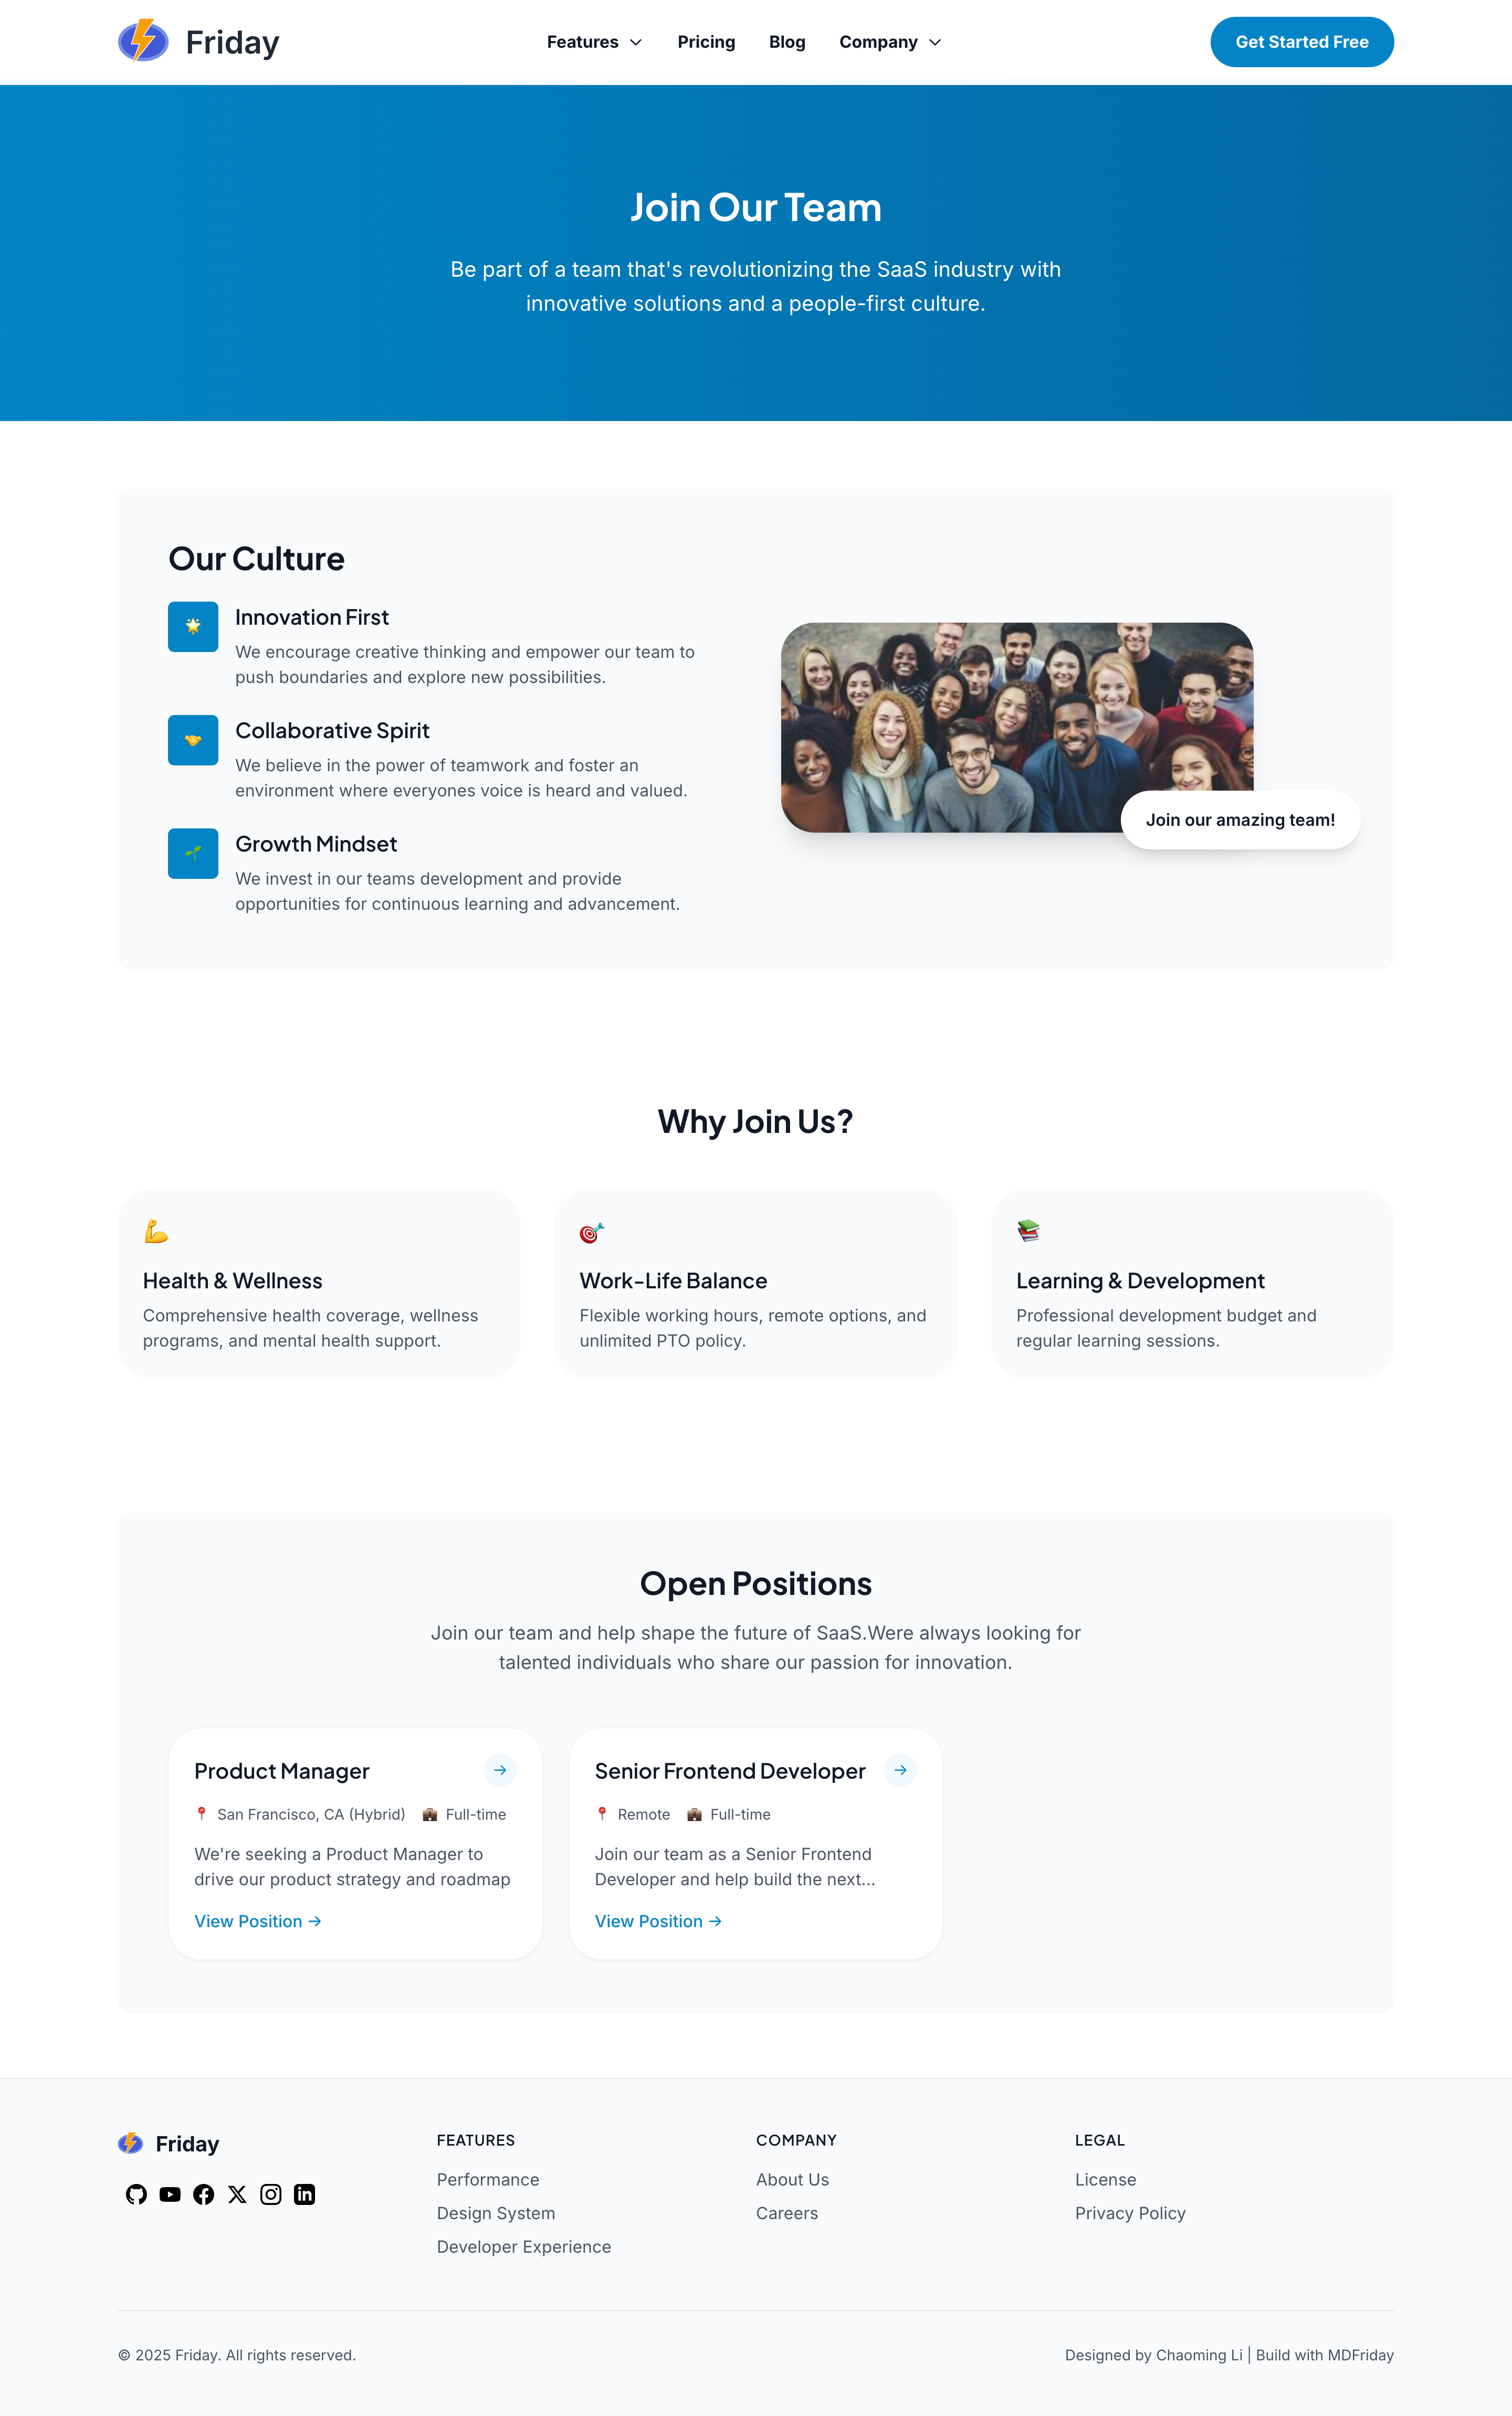 Friday
Features
Pricing
Blog
Company
Get Started Free
Join Our Team
Be part of a team that's revolutionizing the SaaS industry with
innovative solutions and a people-first culture.
Our Culture
Innovation First
We encourage creative thinking and empower our team to
push boundaries and explore new possibilities.
Collaborative Spirit
We believe in the power of teamwork and foster an
environment where everyones voice is heard and valued.
Growth Mindset
We invest in our teams development and provide
opportunities for continuous learning and advancement.
Join our amazing team!
Why Join Us?
Health & Wellness
Comprehensive health coverage, wellness
programs, and mental health support.
Work-Life Balance
Flexible working hours, remote options, and
unlimited PTO policy.
Learning & Development
Professional development budget and
regular learning sessions.
Open Positions
Join our team and help shape the future of SaaS.Were always looking for
talented individuals who share our passion for innovation.
Product Manager
San Francisco, CA (Hybrid) Full-time
We're seeking a Product Manager to
drive our product strategy and roadmap
View Position →
Senior Frontend Developer
Remote Full-time
Join our team as a Senior Frontend
Developer and help build the next...
View Position →
Friday
FEATURES
Performance
Design System
Developer Experience
COMPANY
About Us
Careers
LEGAL
License
Privacy Policy
© 2025 Friday. All rights reserved.
Designed by Chaoming Li | Build with MDFriday